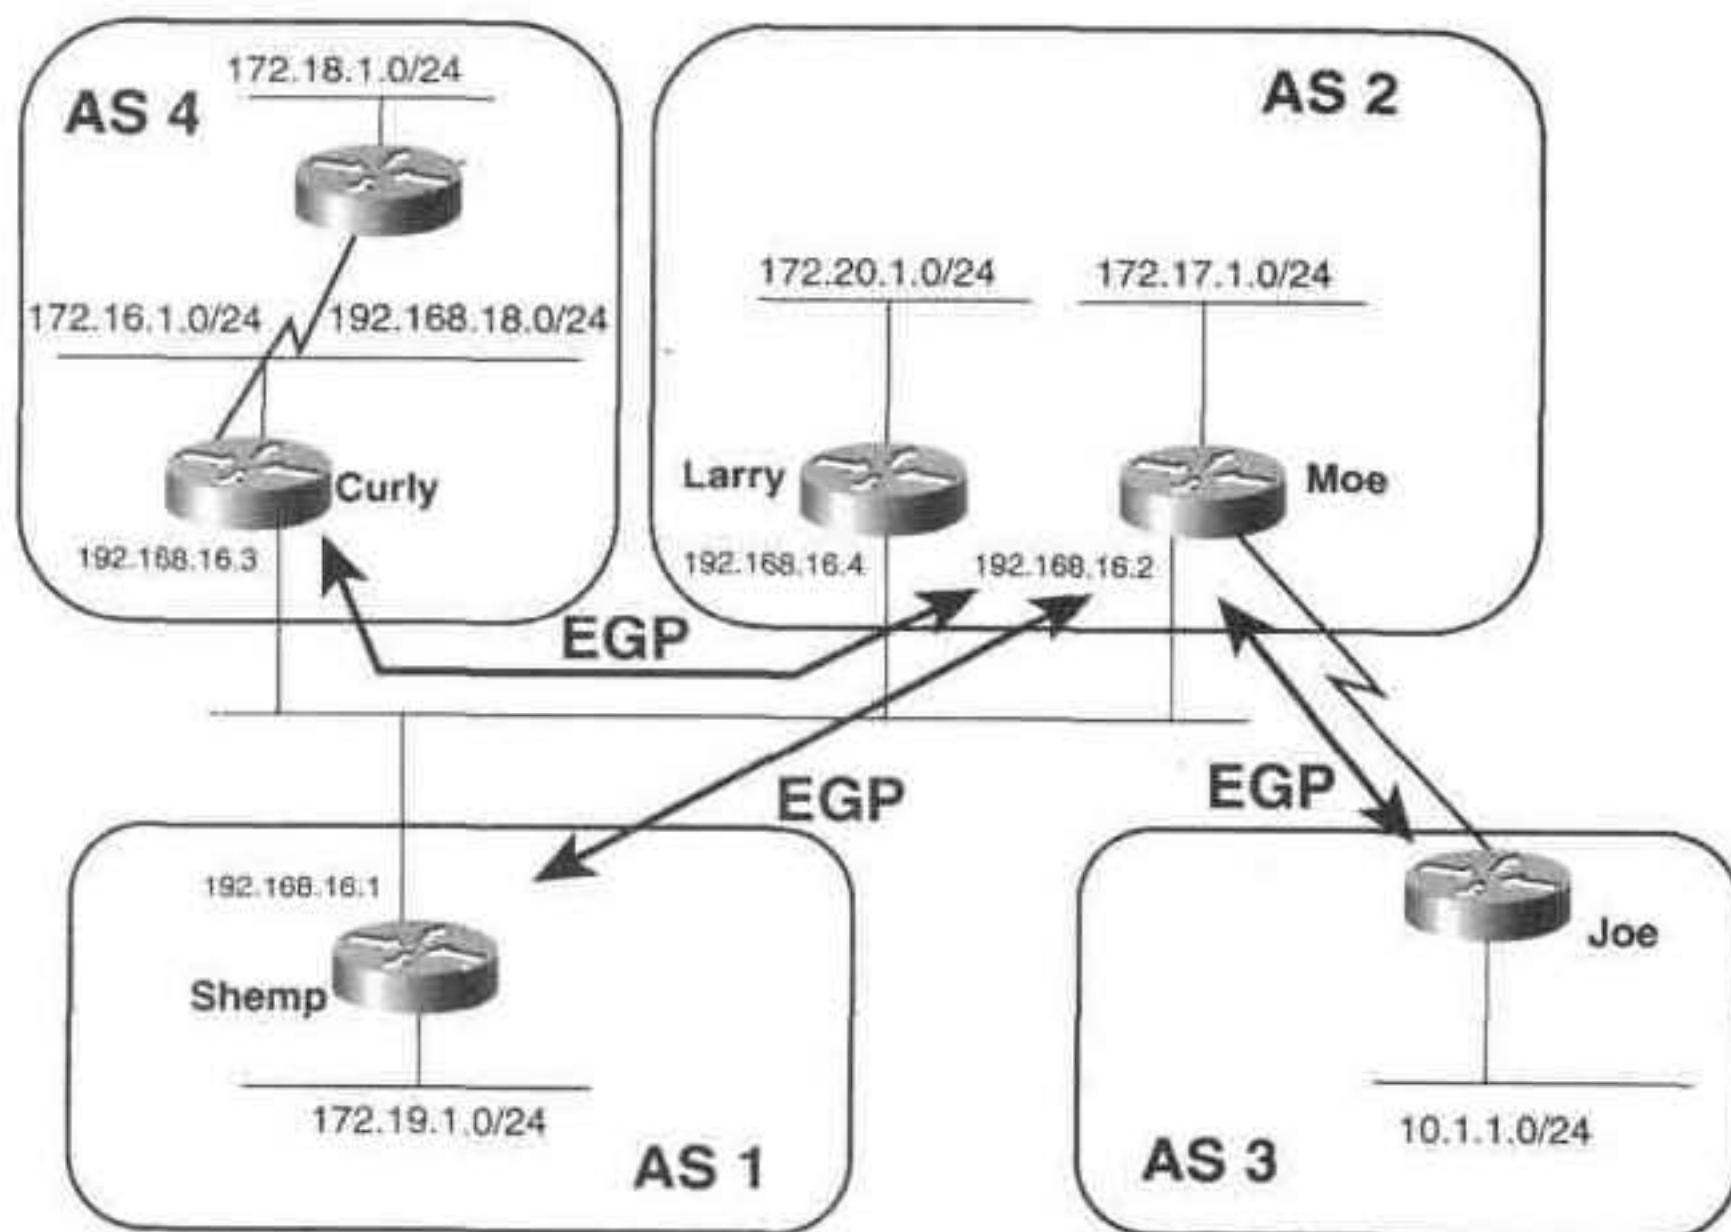 172.18.1.0/24
AS 4
AS 2
172.20.1.0/24
172.17.1.0/24
172.16.1.0/24
192.168.18.0/24
Curly
Larry
Moe
192.168.16.3
192.168.16.4
192.168.16.2
EGP
EGP
EGP
192.168.16.1
Joe
Shemp
172.19.1.0/24
10.1.1.0/24
AS 1
AS 3